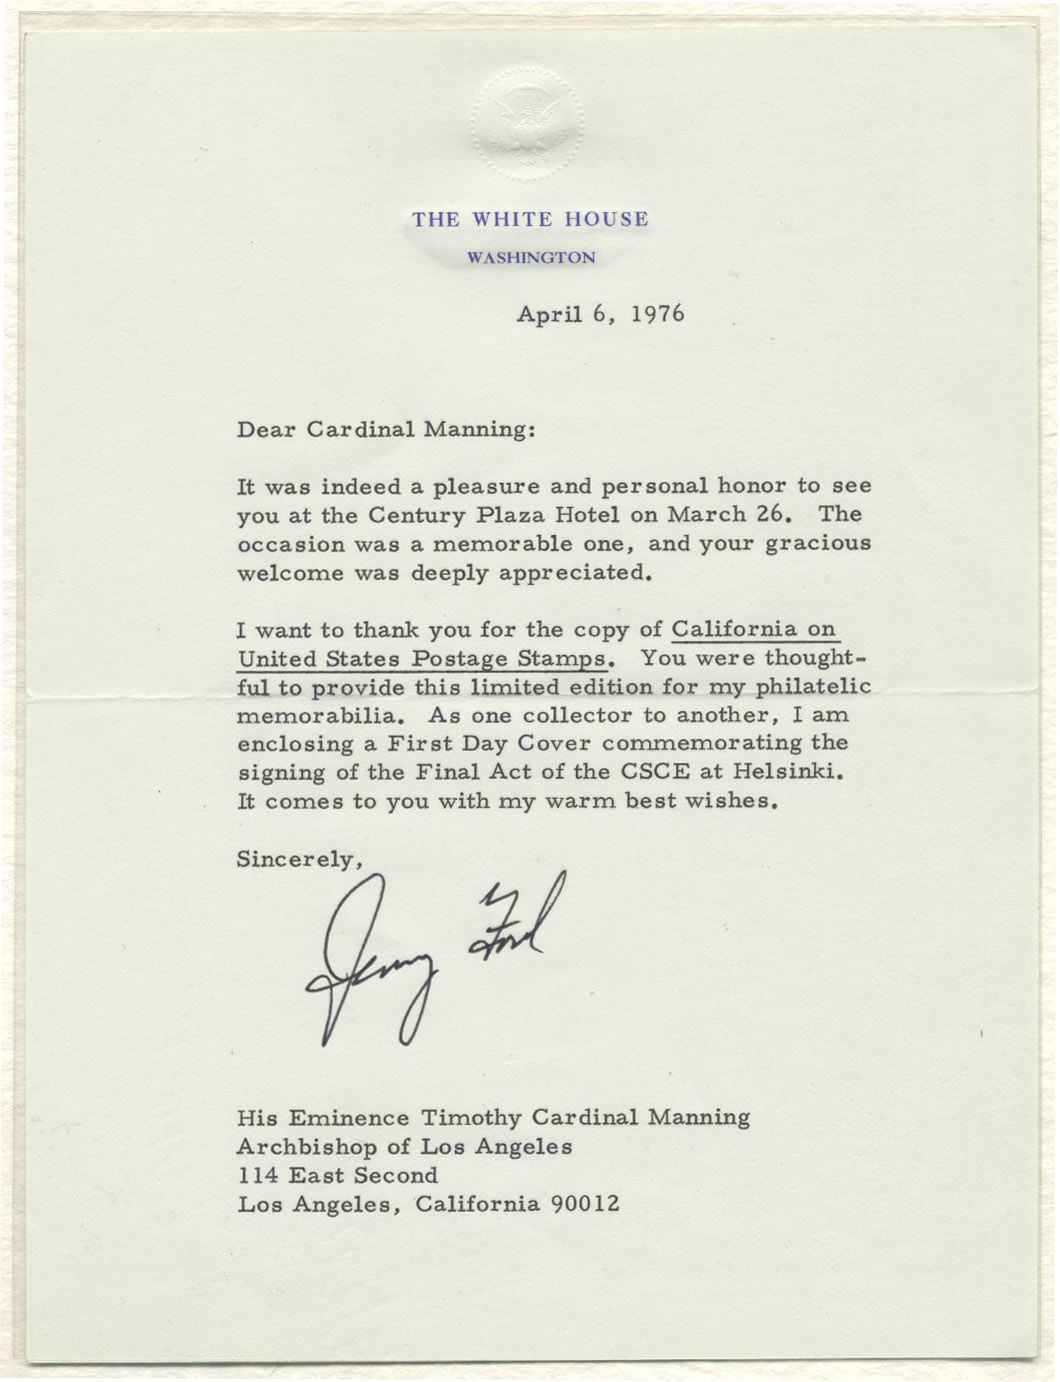 THE WHITE HOUSE
WASHINGTON
April 6, 1976
Dear Cardinal Manning:
It was indeed a pleasure and personal honor to see
you at the Century Plaza Hotel on March 26. The
occasion was a memorable one, and your gracious
welcome was deeply appreciated.
I want to thank you for the copy of California on
United States Postage Stamps. You were thought-
ful to provide this limited edition for my philatelic
memorabilia. As one collector to another, I am
enclosing a First Day Cover commemorating the
signing of the Final Act of the CSCE at Helsinki.
It comes to you with my warm best wishes.
Sincerely,
Jerry Ford
His Eminence Timothy Cardinal Manning
Archbishop of Los Angeles
114 East Second
Los Angeles, California 90012